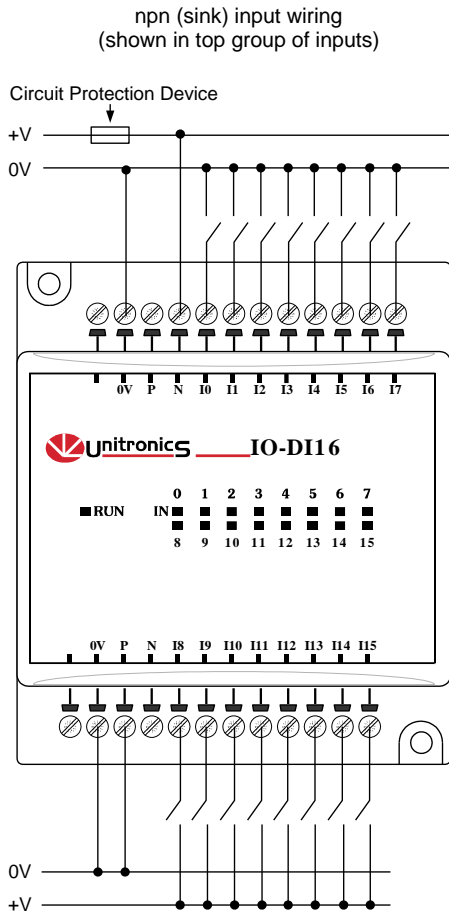 npn (sink) input wiring
(shown in top group of inputs)
Circuit Protection Device
+V
0V
0V P N I0 I1 I2 I3 I4 I5 I6 I7
UnitronicS IO-DI16
0 1 2 3 4 5 6 7
RUN IN
8 9 10 11 12 13 14 15
0V P N I8 I9 I10 I11 I12 I13 I14 I15
0V
+V